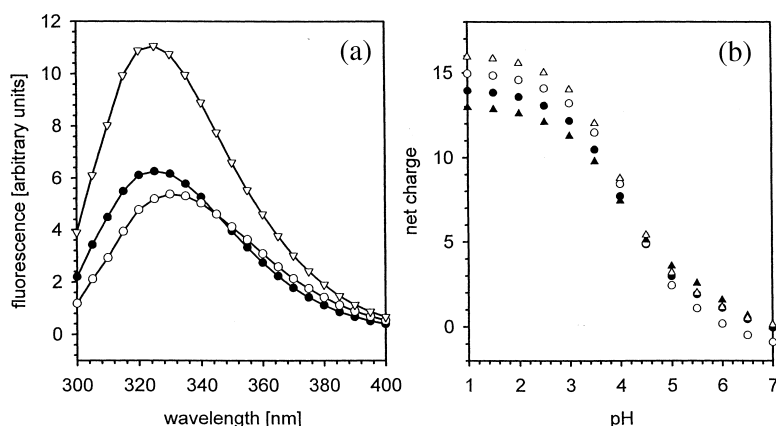 (a)
12
10
8
6
4
2
0
fluorescence [arbitrary units]
300 320 340 360 380 400
wavelength [nm]
(b)
15
10
5
0
net charge
1 2 3 4 5 6 7
pH